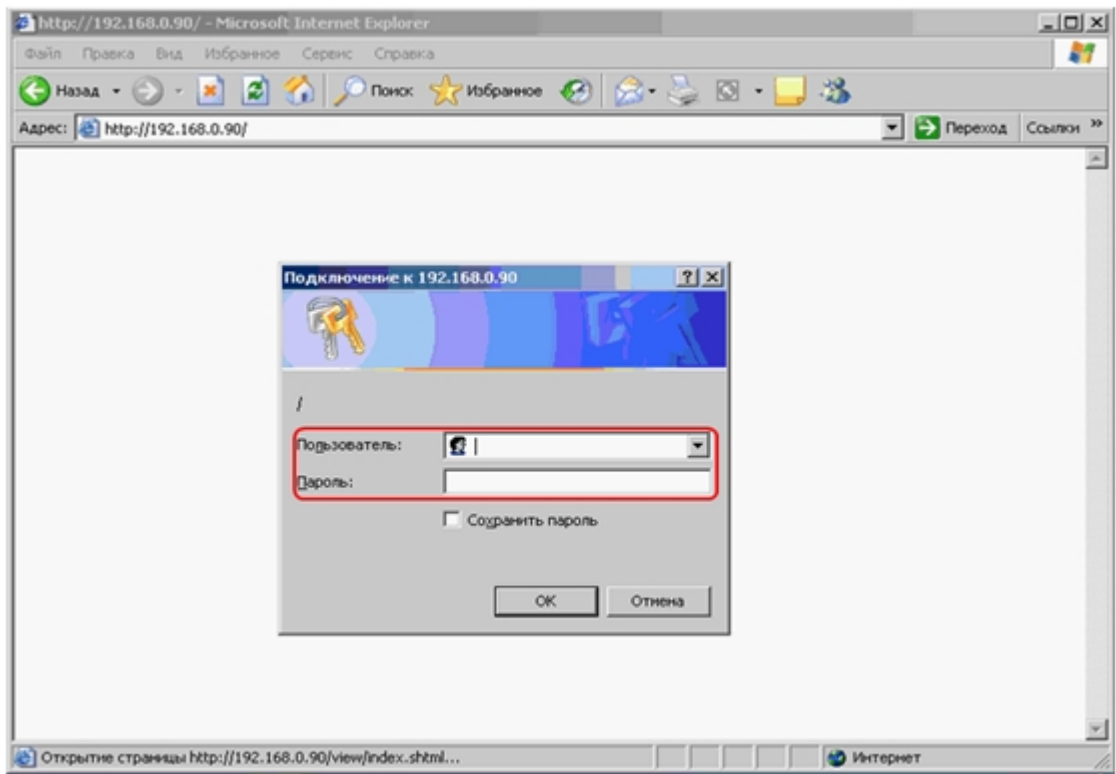 http://192.168.0.90/ - Microsoft Internet Explorer
Файл Правка Вид Избранное Сервис Справка
Назад Поиск Избранное
Адрес: http://192.168.0.90/ Переход Ссылки »
Подключение к 192.168.0.90
/
Пользователь:
Пароль:
Сохранить пароль
OK Отмена
Открытие страницы http://192.168.0.90/view/index.shtml... Интернет